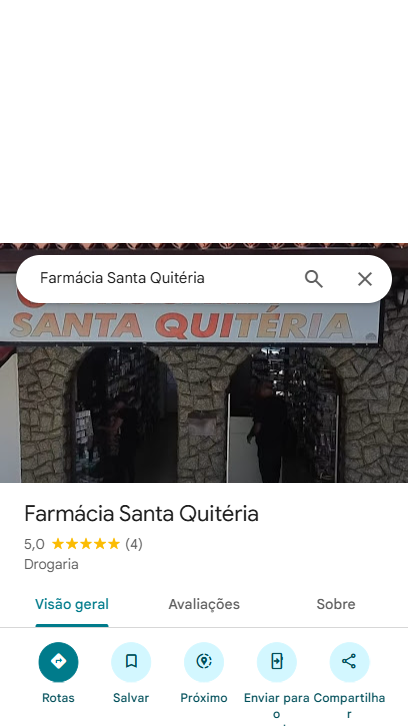 Farmácia Santa Quitéria
SANTA QUITÉRIA
Farmácia Santa Quitéria
5,0 (4)
Drogaria
Visão geral Avaliações Sobre
Rotas Salvar Próximo Enviar para o Compartilhar